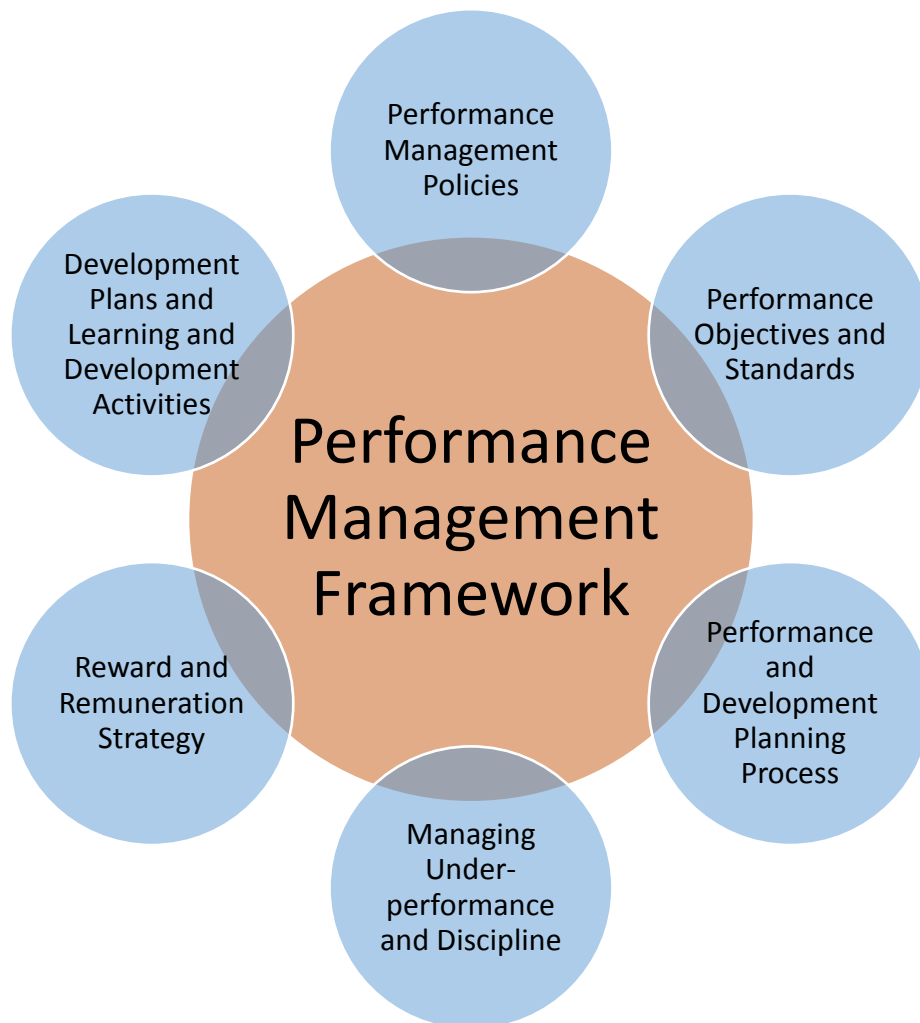 Performance
Management
Policies
Performance
Objectives and
Standards
Performance
and
Development
Planning
Process
Managing
Under-
performance
and Discipline
Reward and
Remuneration
Strategy
Development
Plans and
Learning and
Development
Activities
Performance
Management
Framework